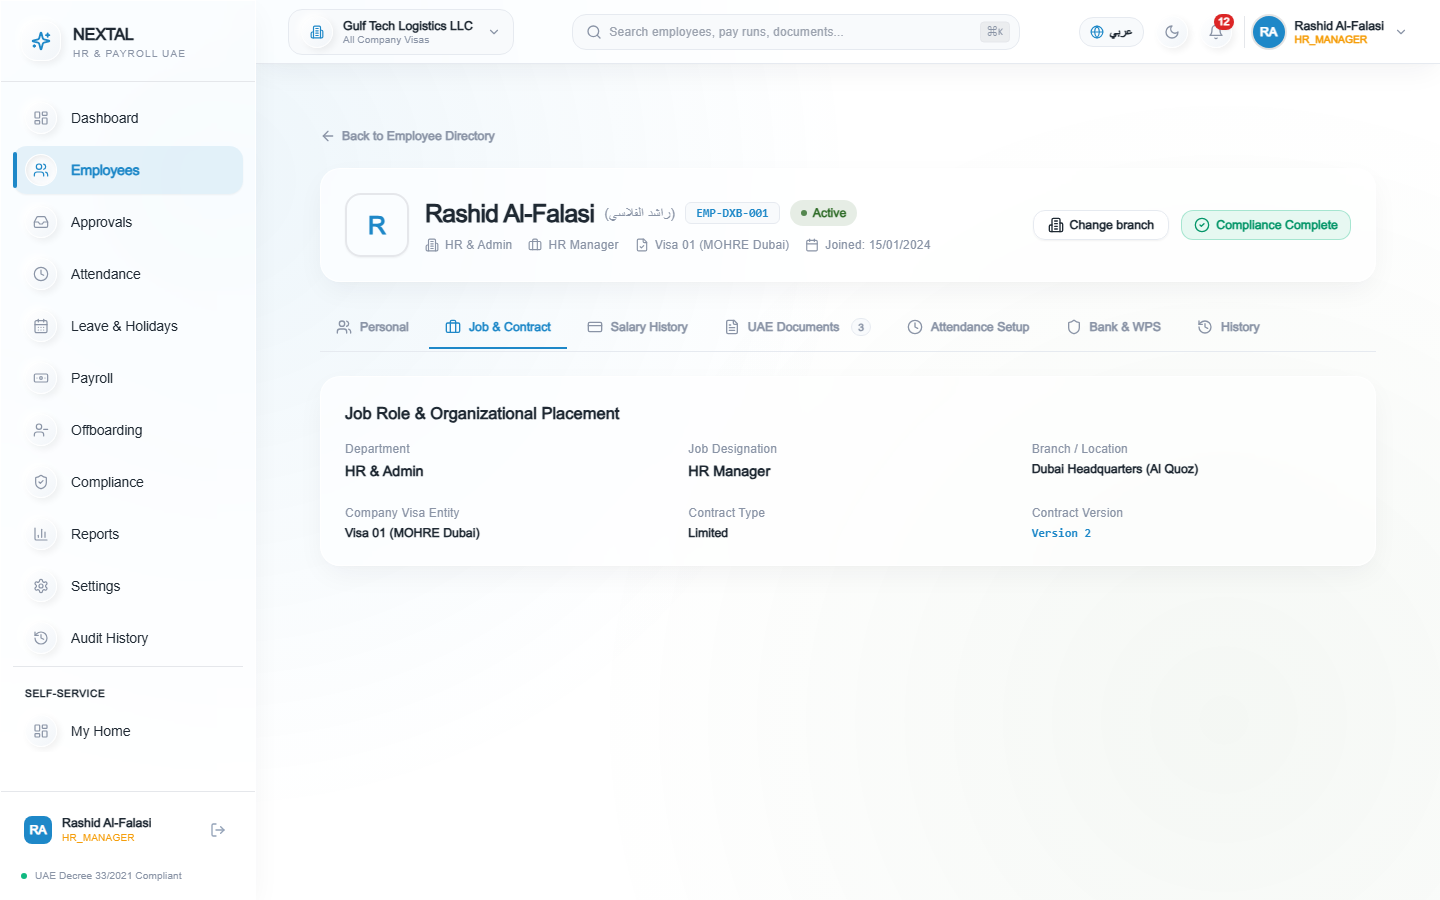 NEXTAL
HR & PAYROLL UAE
Gulf Tech Logistics LLC
All Company Visas
Search employees, pay runs, documents...
⌘K
عربي
12
RA
Rashid Al-Falasi
HR_MANAGER
Dashboard
Employees
Approvals
Attendance
Leave & Holidays
Payroll
Offboarding
Compliance
Reports
Settings
Audit History
SELF-SERVICE
My Home
RA
Rashid Al-Falasi
HR_MANAGER
UAE Decree 33/2021 Compliant
Back to Employee Directory
R
Rashid Al-Falasi (راشد الفلاسي) EMP-DXB-001 Active
HR & Admin HR Manager Visa 01 (MOHRE Dubai) Joined: 15/01/2024
Change branch
Compliance Complete
Personal Job & Contract Salary History UAE Documents 3 Attendance Setup Bank & WPS History
Job Role & Organizational Placement
Department Job Designation Branch / Location
HR & Admin HR Manager Dubai Headquarters (Al Quoz)
Company Visa Entity Contract Type Contract Version
Visa 01 (MOHRE Dubai) Limited Version 2